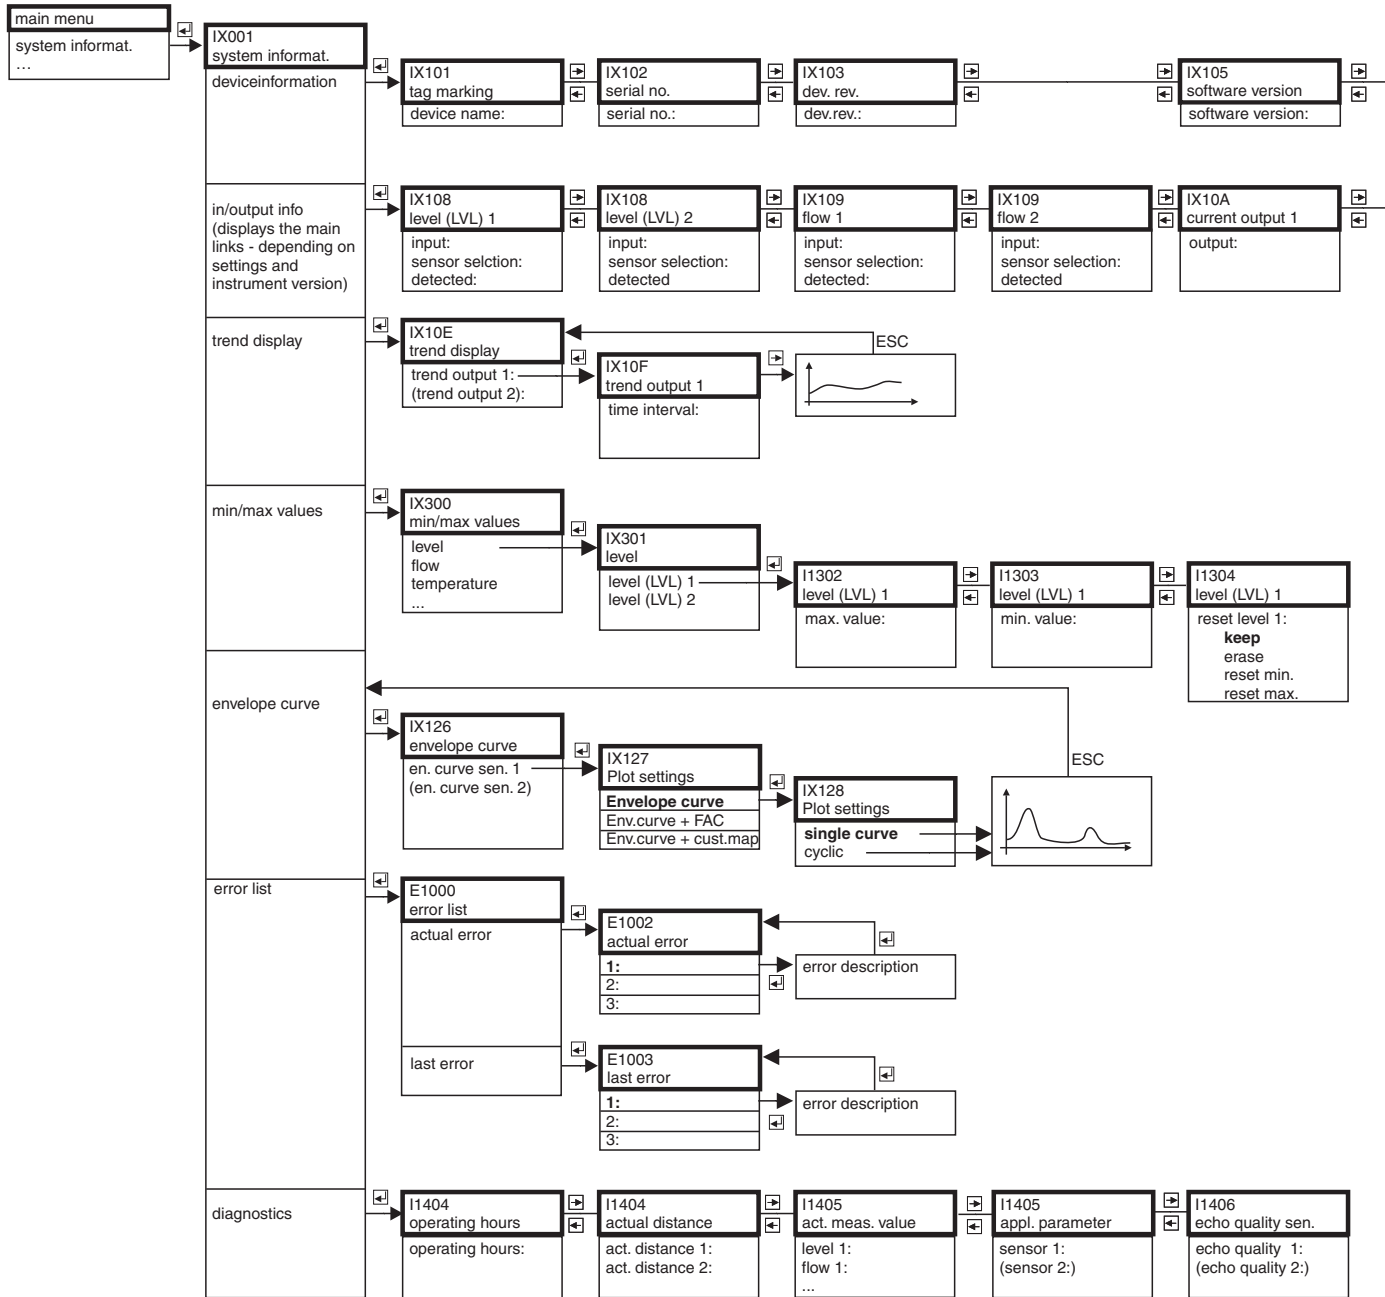 main menu
system informat.
...
IX001
system informat.
deviceinformation
IX101
tag marking
device name:
IX102
serial no.
serial no.:
IX103
dev. rev.
dev.rev.:
IX105
software version
software version:
in/output info
(displays the main
links - depending on
settings and
instrument version)
IX108
level (LVL) 1
input:
sensor selction:
detected:
IX108
level (LVL) 2
input:
sensor selection:
detected
IX109
flow 1
input:
sensor selection:
detected:
IX109
flow 2
input:
sensor selection:
detected
IX10A
current output 1
output:
trend display
IX10E
trend display
trend output 1:
(trend output 2):
IX10F
trend output 1
time interval:
ESC
min/max values
IX300
min/max values
level
flow
temperature
...
IX301
level
level (LVL) 1
level (LVL) 2
I1302
level (LVL) 1
max. value:
I1303
level (LVL) 1
min. value:
I1304
level (LVL) 1
reset level 1:
keep
erase
reset min.
reset max.
envelope curve
IX126
envelope curve
en. curve sen. 1
(en. curve sen. 2)
IX127
Plot settings
Envelope curve
Env.curve + FAC
Env.curve + cust.map
IX128
Plot settings
single curve
cyclic
ESC
error list
E1000
error list
actual error
E1002
actual error
1:
2:
3:
error description
last error
E1003
last error
1:
2:
3:
error description
diagnostics
I1404
operating hours
operating hours:
I1404
actual distance
act. distance 1:
act. distance 2:
I1405
act. meas. value
level 1:
flow 1:
...
I1405
appl. parameter
sensor 1:
(sensor 2:)
I1406
echo quality sen.
echo quality 1:
(echo quality 2:)